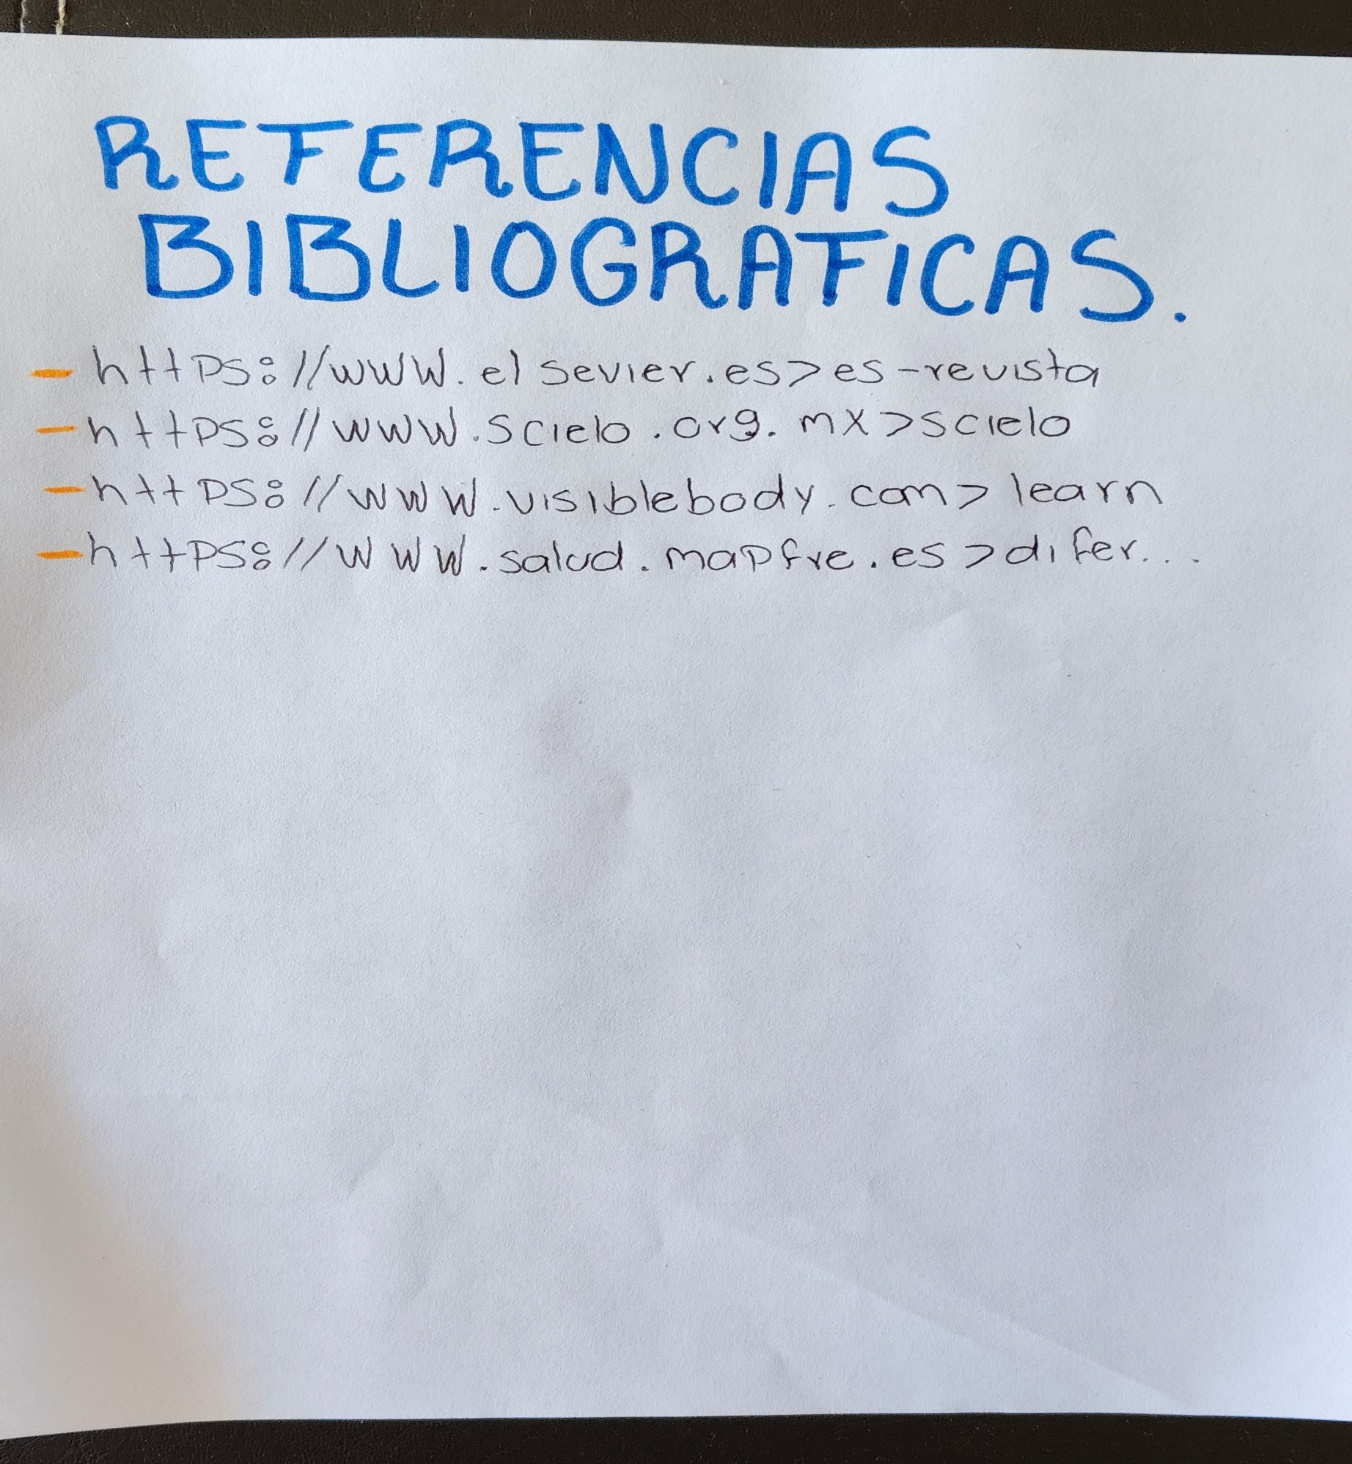 REFERENCIAS
BIBLIOGRAFICAS.
- https://www.elsevier.es>es-revista
- https://www.scielo.org.mx>scielo
- https://www.visiblebody.com>learn
- https://www.salud.mapfre.es>difer...